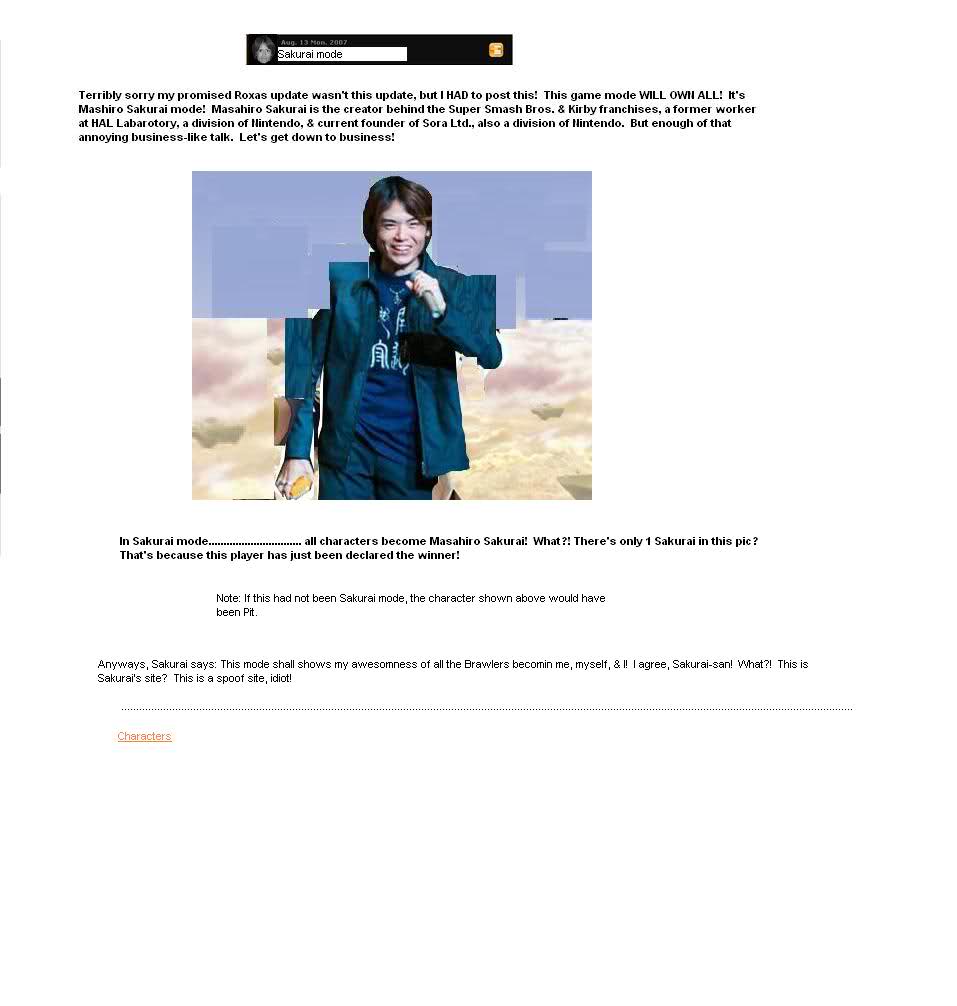 Aug. 13 Mon. 2007
Sakurai mode
Terribly sorry my promised Roxas update wasn't this update, but I HAD to post this!  This game mode WILL OWN ALL!  It's
Mashiro Sakurai mode!  Masahiro Sakurai is the creator behind the Super Smash Bros. & Kirby franchises, a former worker
at HAL Labarotory, a division of Nintendo, & current founder of Sora Ltd., also a division of Nintendo.  But enough of that
annoying business-like talk.  Let's get down to business!
In Sakurai mode............................... all characters become Masahiro Sakurai!  What?! There's only 1 Sakurai in this pic?
That's because this player has just been declared the winner!
Note: If this had not been Sakurai mode, the character shown above would have
been Pit.
Anyways, Sakurai says: This mode shall shows my awesomness of all the Brawlers becomin me, myself, & I!  I agree, Sakurai-san!  What?!  This is
Sakurai's site?  This is a spoof site, idiot!
Characters